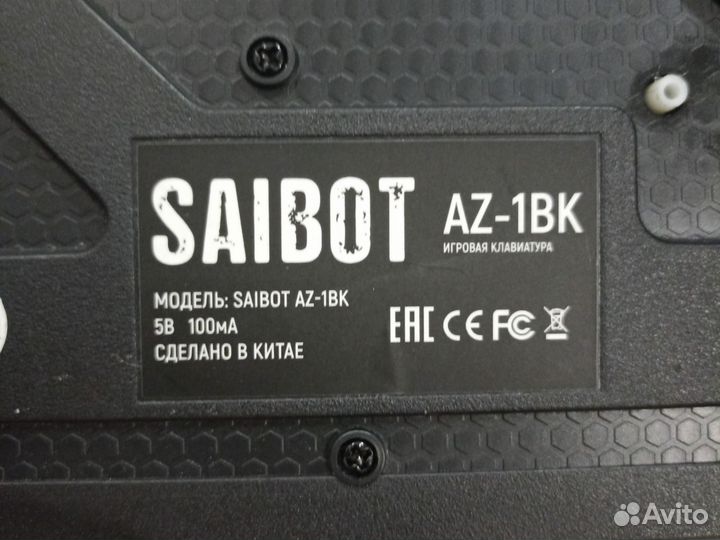 SAIBOT
AZ-1BK
ИГРОВАЯ КЛАВИАТУРА
МОДЕЛЬ: SAIBOT AZ-1BK
5В 100мА
СДЕЛАНО В КИТАЕ
EAC CE FC
Avito